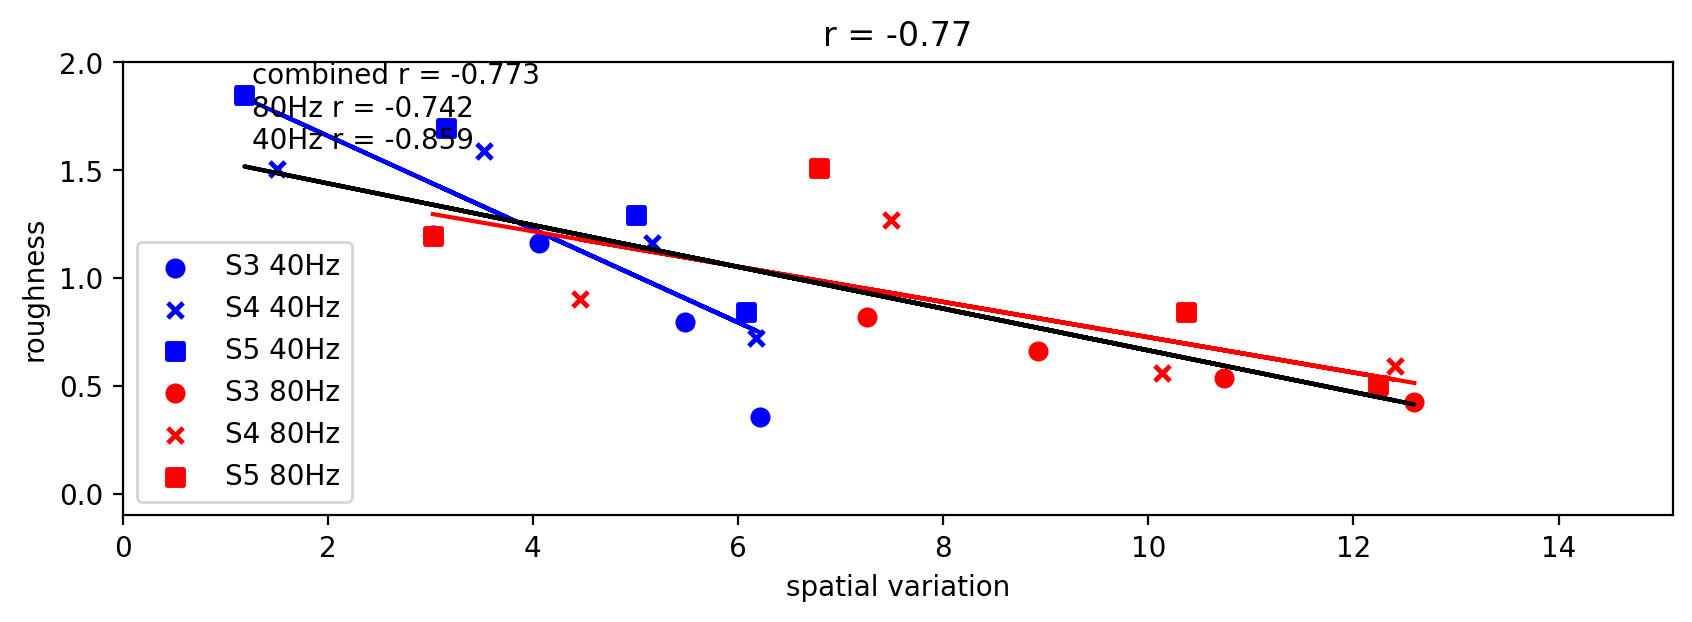 r = -0.77
combined r = -0.773
80Hz r = -0.742
40Hz r = -0.859
2.0
1.5
1.0
0.5
0.0
roughness
S3 40Hz
S4 40Hz
S5 40Hz
S3 80Hz
S4 80Hz
S5 80Hz
0 2 4 6 8 10 12 14
spatial variation